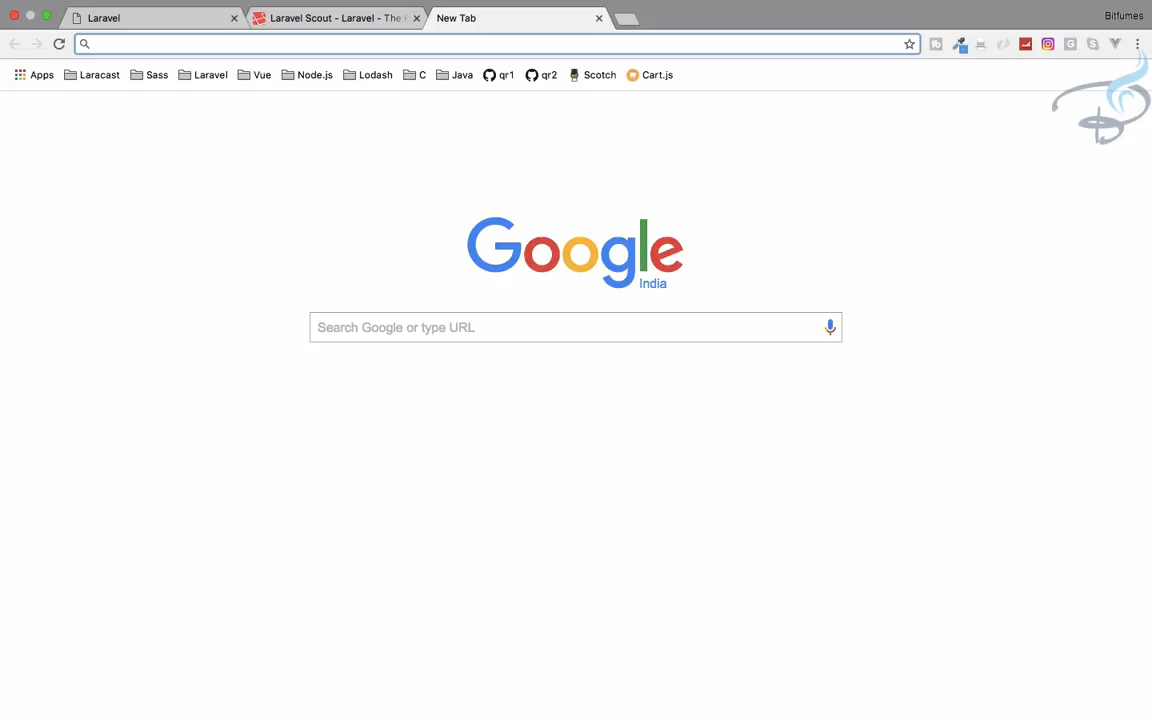 Laravel
Laravel Scout - Laravel - The
New Tab
Bitfumes
Apps Laracast Sass Laravel Vue Node.js Lodash C Java qr1 qr2 Scotch Cart.js
Google
India
Search Google or type URL